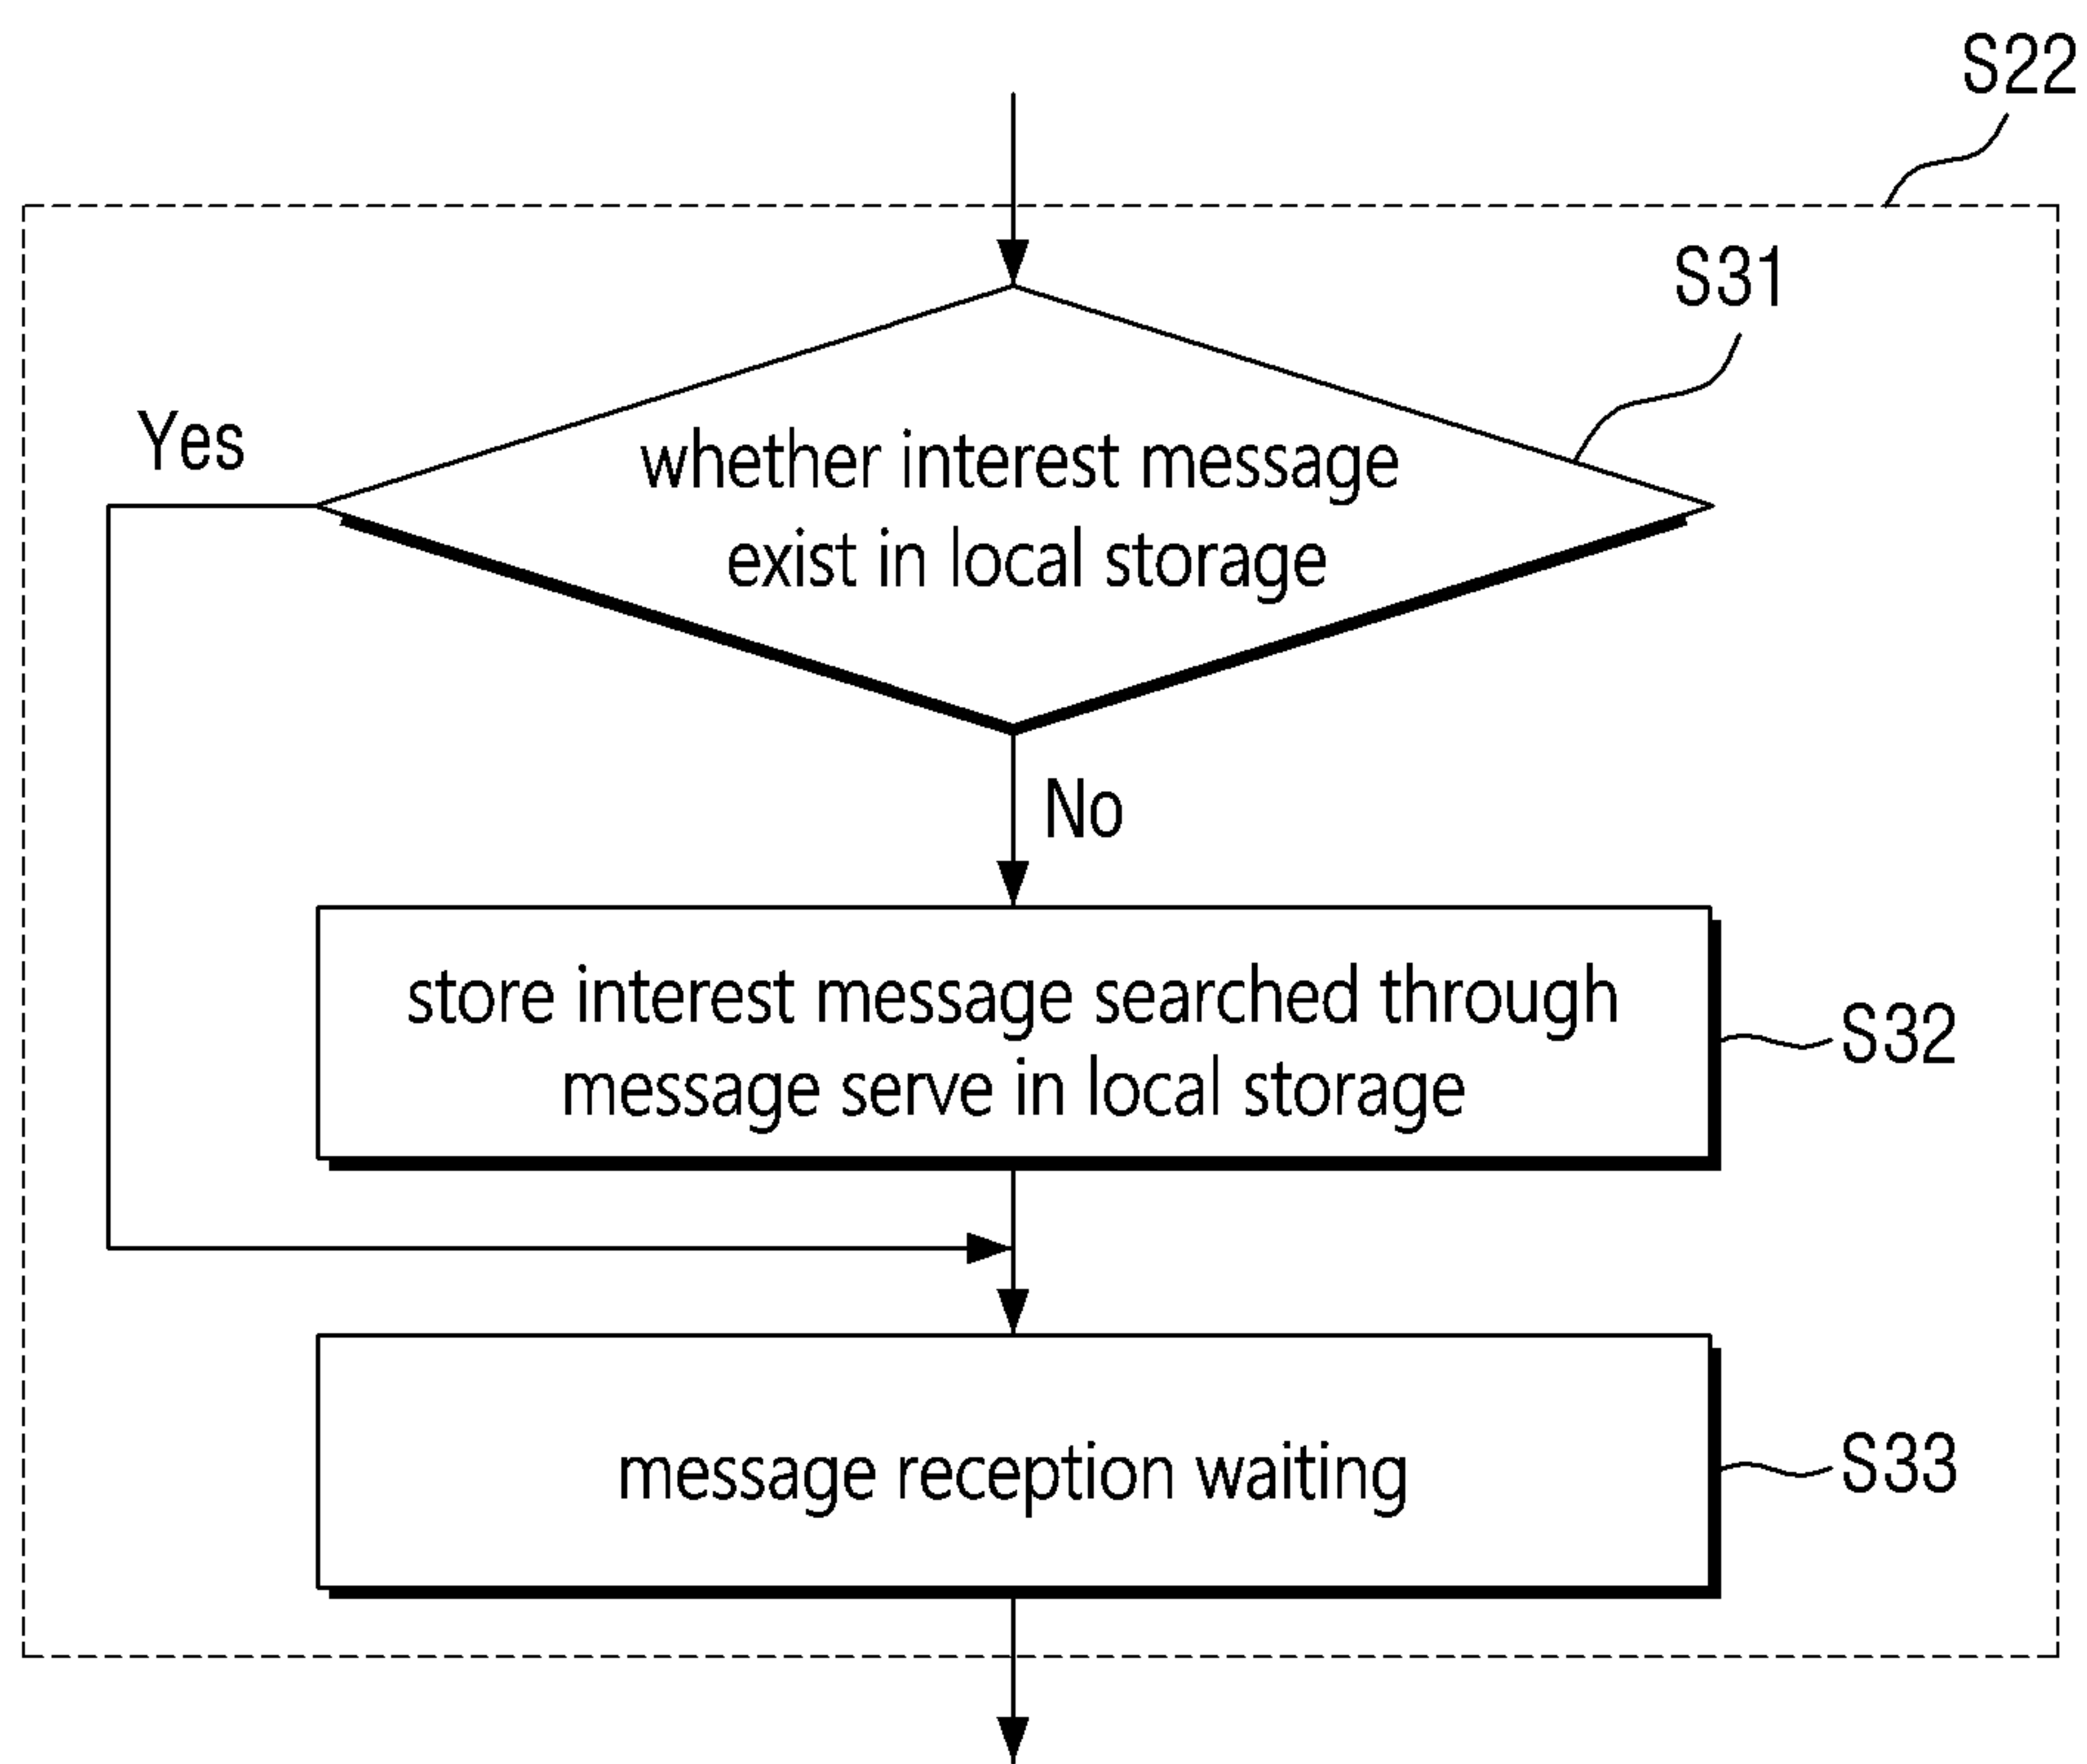 S22
S31
Yes
whether interest message
exist in local storage
No
store interest message searched through
message serve in local storage
S32
message reception waiting
S33